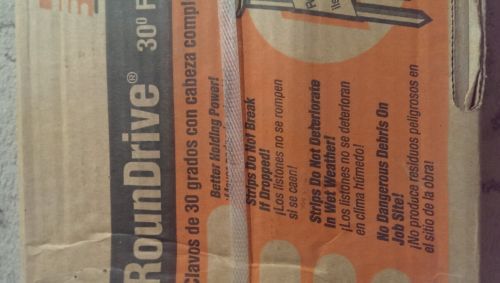 RounDrive® 30º F
Clavos de 30 grados con cabeza compl
Better Holding Power!
Strips Do Not Break
If Dropped!
¡Los listones no se rompen
si se caen!
Strips Do Not Deteriorate
In Wet Weather!
¡Los listones no se deterioran
en clima húmedo!
No Dangerous Debris On
Job Site!
¡No produce residuos peligrosos en
el sitio de la obra!